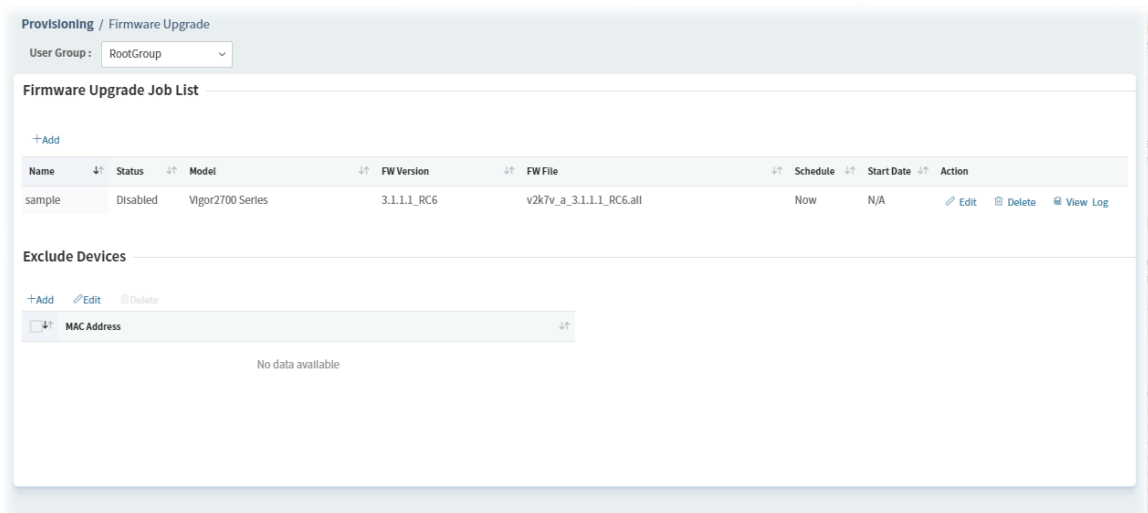 Provisioning / Firmware Upgrade
User Group : RootGroup
Firmware Upgrade Job List
+Add
Name Status Model FW Version FW File Schedule Start Date Action
sample Disabled Vigor2700 Series 3.1.1.1_RC6 v2k7v_a_3.1.1.1_RC6.all Now N/A Edit Delete View Log
Exclude Devices
+Add Edit Delete
MAC Address
No data available